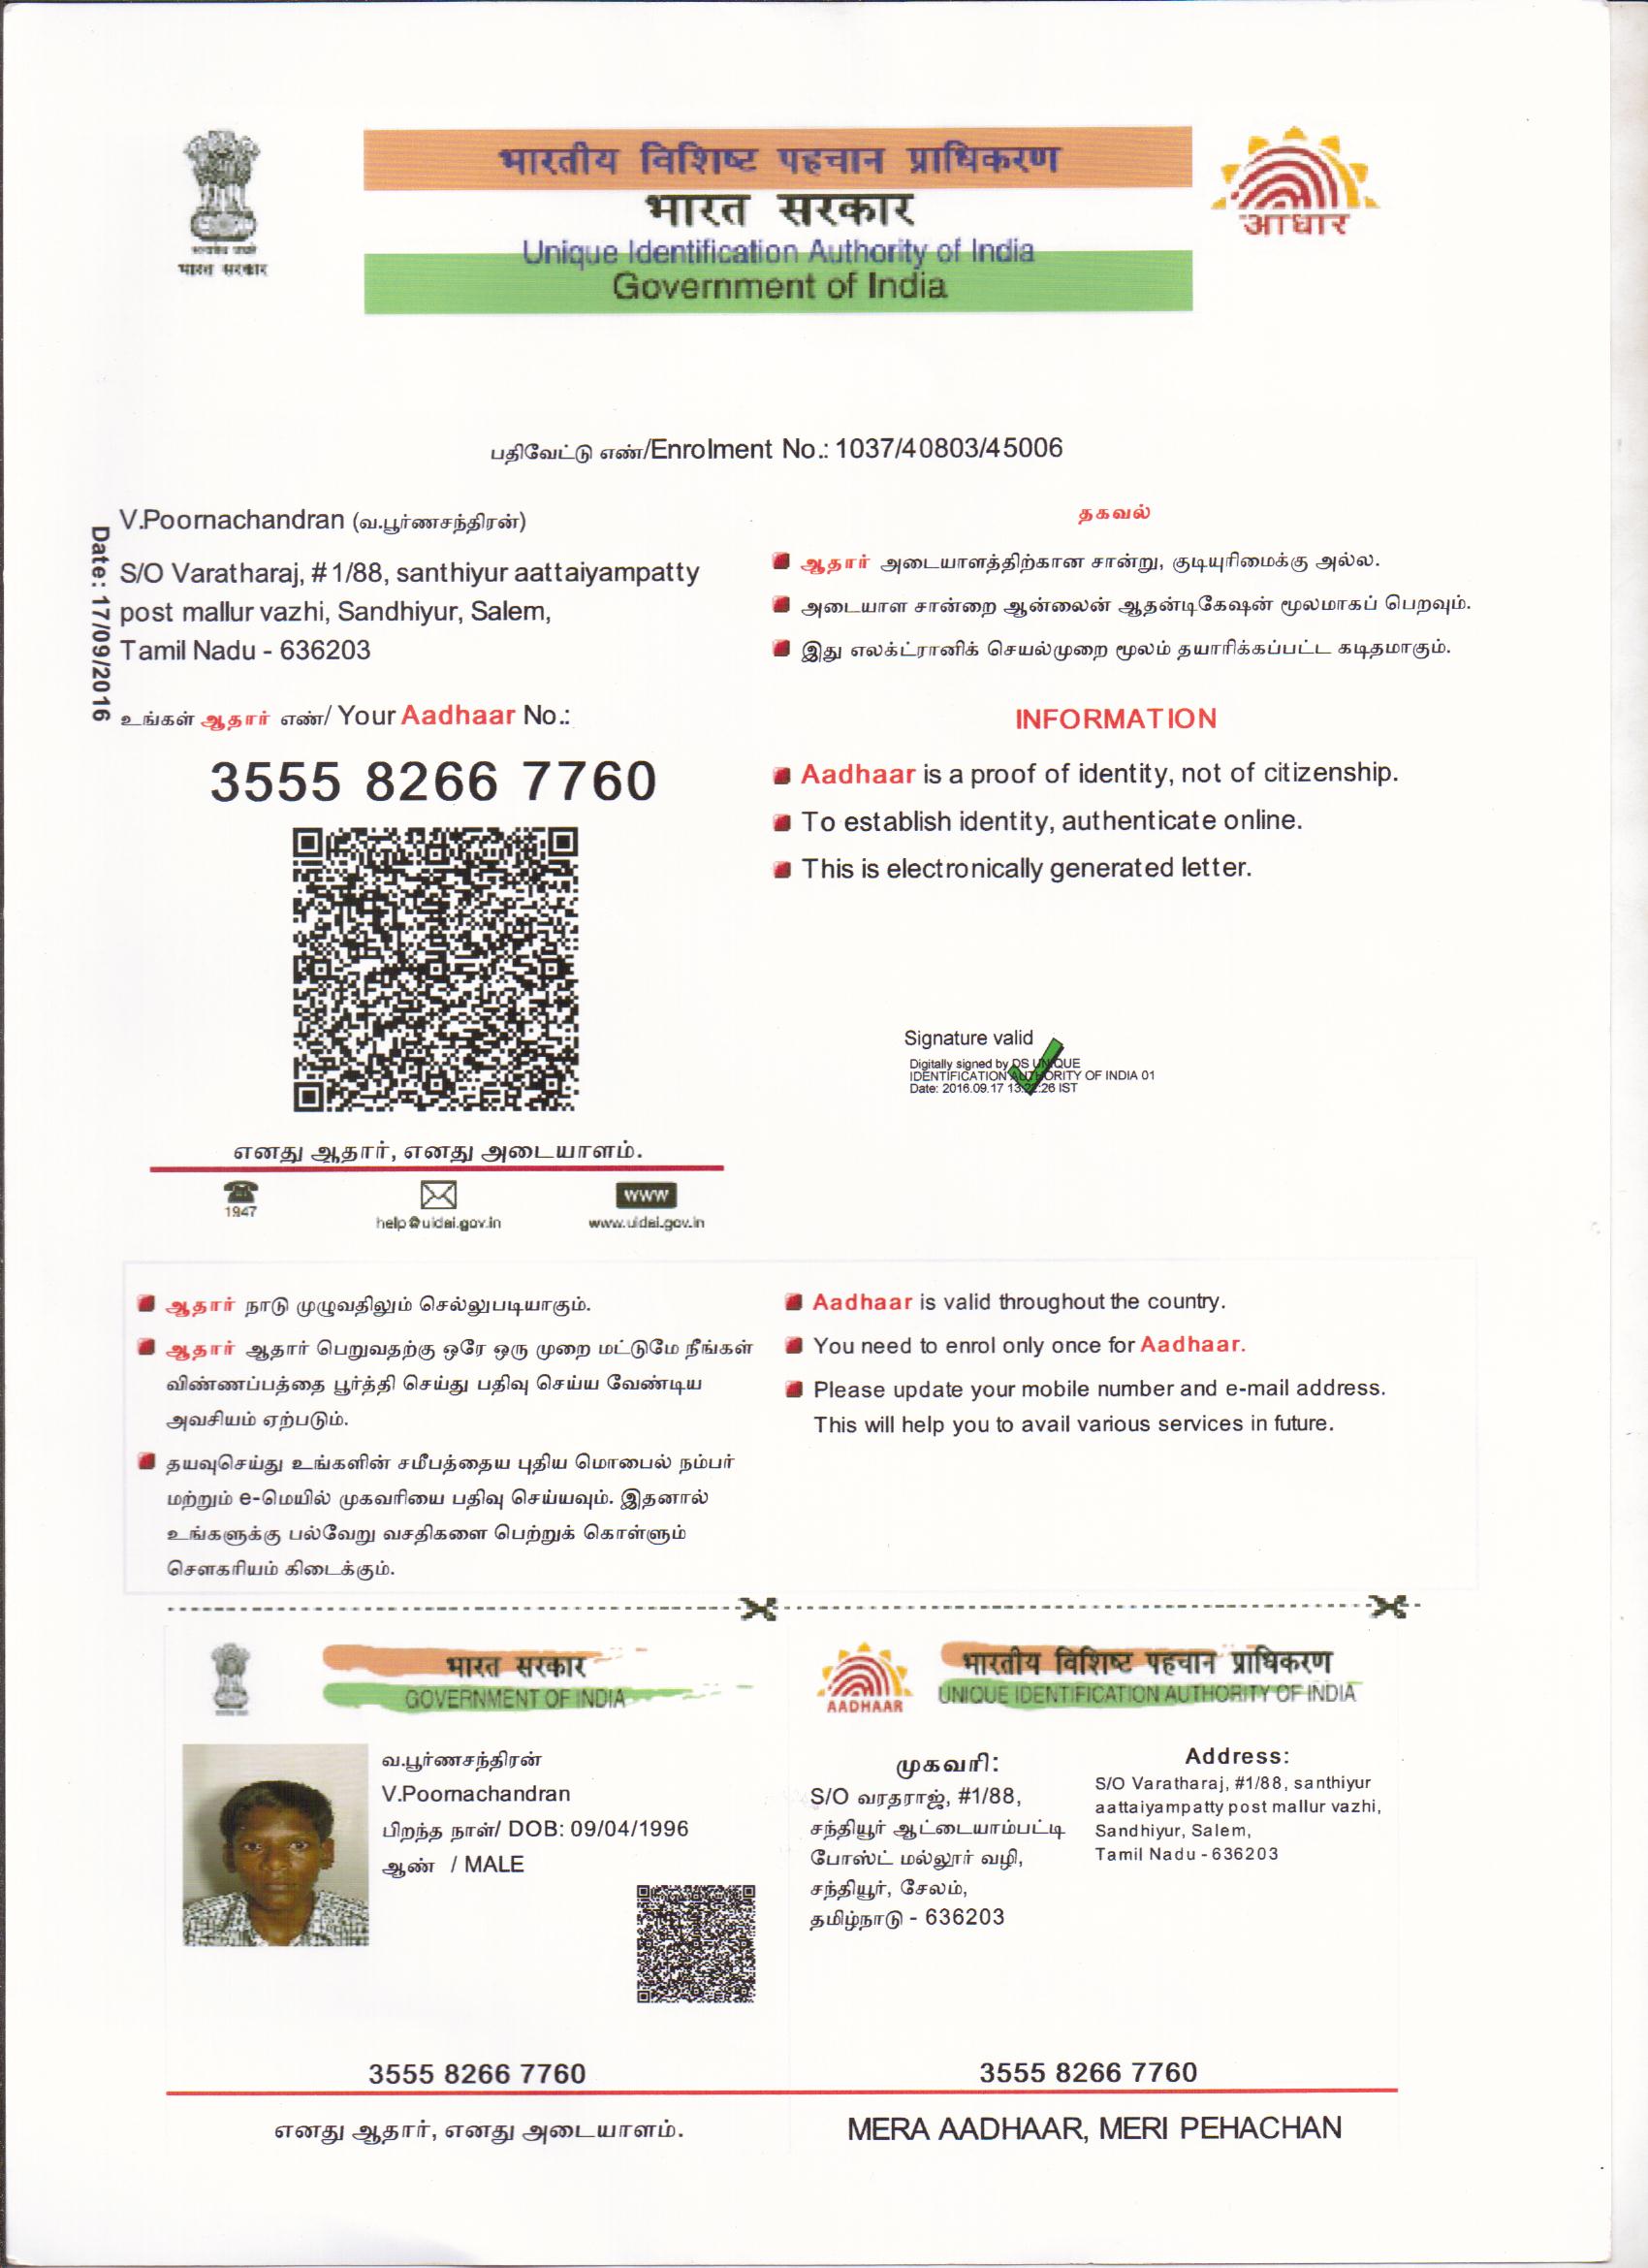 भारतीय विशिष्ट पहचान प्राधिकरण
भारत सरकार
Unique Identification Authority of India
Government of India
भारत सरकार
आधार
பதிவேட்டு எண்/Enrolment No.: 1037/40803/45006
Date: 17/09/2016
V.Poornachandran (வ.பூர்ணசந்திரன்)
S/O Varatharaj, #1/88, santhiyur aattaiyampatty
post mallur vazhi, Sandhiyur, Salem,
Tamil Nadu - 636203
உங்கள் ஆதார் எண்/ Your Aadhaar No.:
3555 8266 7760
எனது ஆதார், எனது அடையாளம்.
1947
help@uidai.gov.in
www
www.uidai.gov.in
தகவல்
ஆதார் அடையாளத்திற்கான சான்று, குடியுரிமைக்கு அல்ல.
அடையாள சான்றை ஆன்லைன் ஆதன்டிகேஷன் மூலமாகப் பெறவும்.
இது எலக்ட்ரானிக் செயல்முறை மூலம் தயாரிக்கப்பட்ட கடிதமாகும்.
INFORMATION
Aadhaar is a proof of identity, not of citizenship.
To establish identity, authenticate online.
This is electronically generated letter.
Signature valid
Digitally signed by DS UNIQUE
IDENTIFICATION AUTHORITY OF INDIA 01
Date: 2016.09.17 13: :26 IST
ஆதார் நாடு முழுவதிலும் செல்லுபடியாகும்.
ஆதார் ஆதார் பெறுவதற்கு ஒரே ஒரு முறை மட்டுமே நீங்கள்
விண்ணப்பத்தை பூர்த்தி செய்து பதிவு செய்ய வேண்டிய
அவசியம் ஏற்படும்.
தயவுசெய்து உங்களின் சமீபத்தைய புதிய மொபைல் நம்பர்
மற்றும் e-மெயில் முகவரியை பதிவு செய்யவும். இதனால்
உங்களுக்கு பல்வேறு வசதிகளை பெற்றுக் கொள்ளும்
சௌகரியம் கிடைக்கும்.
Aadhaar is valid throughout the country.
You need to enrol only once for Aadhaar.
Please update your mobile number and e-mail address.
This will help you to avail various services in future.
भारत सरकार
GOVERNMENT OF INDIA
வ.பூர்ணசந்திரன்
V.Poornachandran
பிறந்த நாள்/ DOB: 09/04/1996
ஆண் / MALE
3555 8266 7760
எனது ஆதார், எனது அடையாளம்.
AADHAAR
भारतीय विशिष्ट पहचान प्राधिकरण
UNIQUE IDENTIFICATION AUTHORITY OF INDIA
முகவரி:
S/O வரதராஜ், #1/88,
சந்தியூர் ஆட்டையாம்பட்டி
போஸ்ட் மல்லூர் வழி,
சந்தியூர், சேலம்,
தமிழ்நாடு - 636203
Address:
S/O Varatharaj, #1/88, santhiyur
aattaiyampatty post mallur vazhi,
Sandhiyur, Salem,
Tamil Nadu - 636203
3555 8266 7760
MERA AADHAAR, MERI PEHACHAN